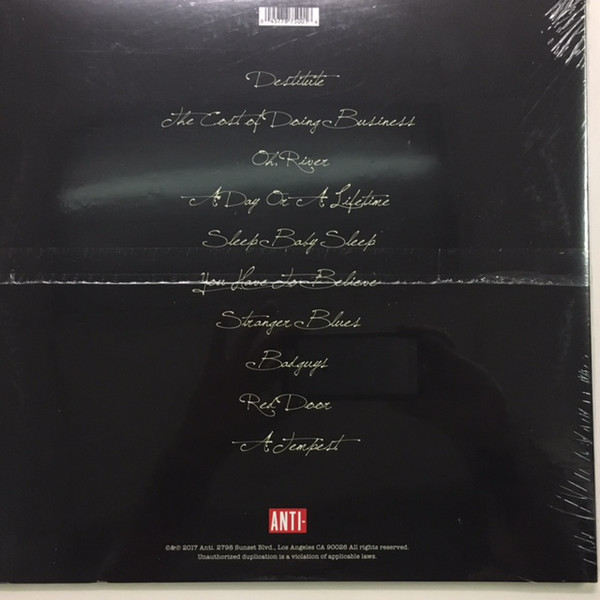 Destitute
The Cost of Doing Business
Oh, River
A Day Or A Lifetime
Sleep Baby Sleep
You Have To Believe
Stranger Blues
Badguys
Red Door
A Tempest
ANTI-
©&℗ 2017 Anti. 2798 Sunset Blvd., Los Angeles CA 90026 All rights reserved.
Unauthorized duplication is a violation of applicable laws.